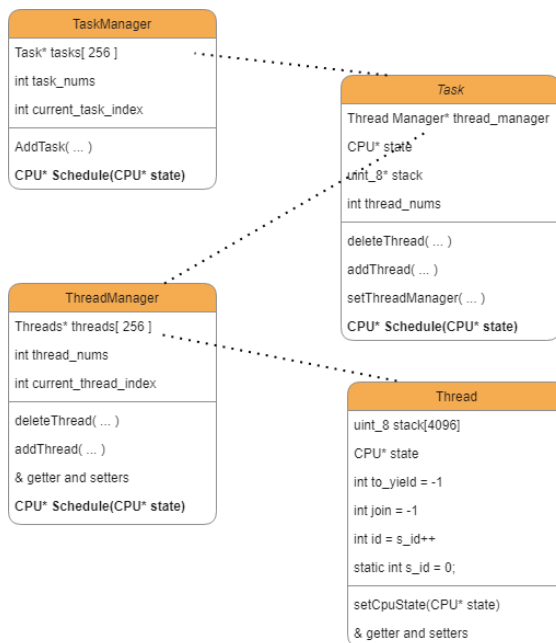 TaskManager
Task* tasks[ 256 ]
int task_nums
int current_task_index
AddTask( ... )
CPU* Schedule(CPU* state)
Task
Thread Manager* thread_manager
CPU* state
uint_8* stack
int thread_nums
deleteThread( ... )
addThread( ... )
setThreadManager( ... )
CPU* Schedule(CPU* state)
ThreadManager
Threads* threads[ 256 ]
int thread_nums
int current_thread_index
deleteThread( ... )
addThread( ... )
& getter and setters
CPU* Schedule(CPU* state)
Thread
uint_8 stack[4096]
CPU* state
int to_yield = -1
int join = -1
int id = s_id++
static int s_id = 0;
setCpuState(CPU* state)
& getter and setters